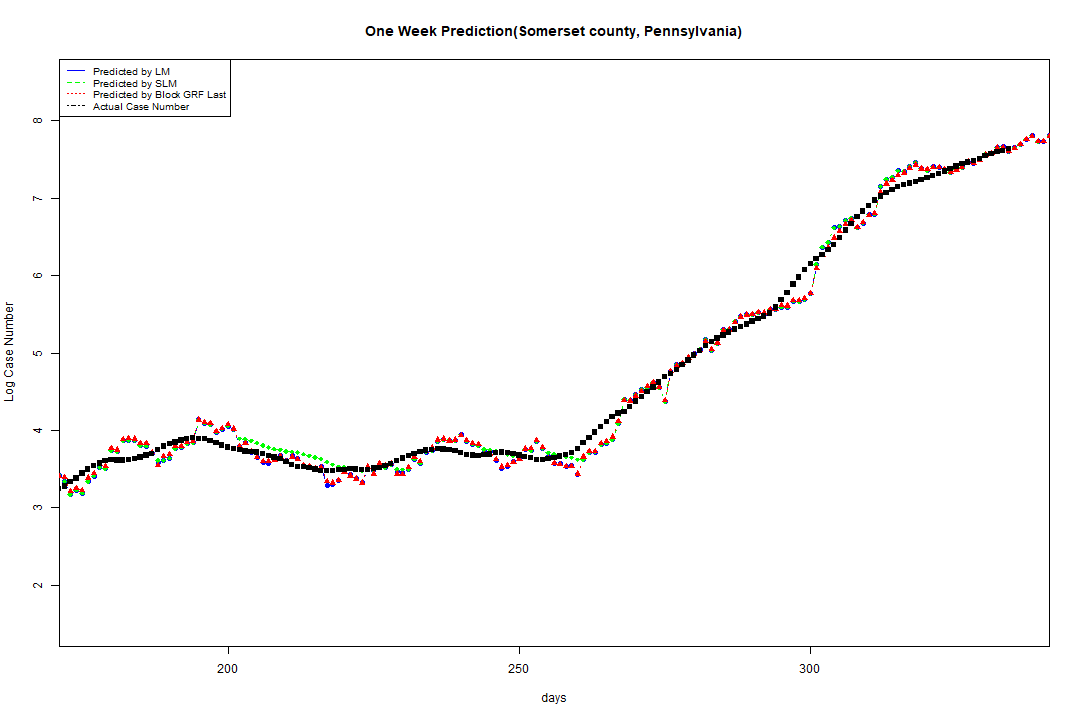 One Week Prediction(Somerset county, Pennsylvania)
Predicted by LM
Predicted by SLM
Predicted by Block GRF Last
Actual Case Number
8
7
6
5
4
3
2
Log Case Number
200 250 300
days